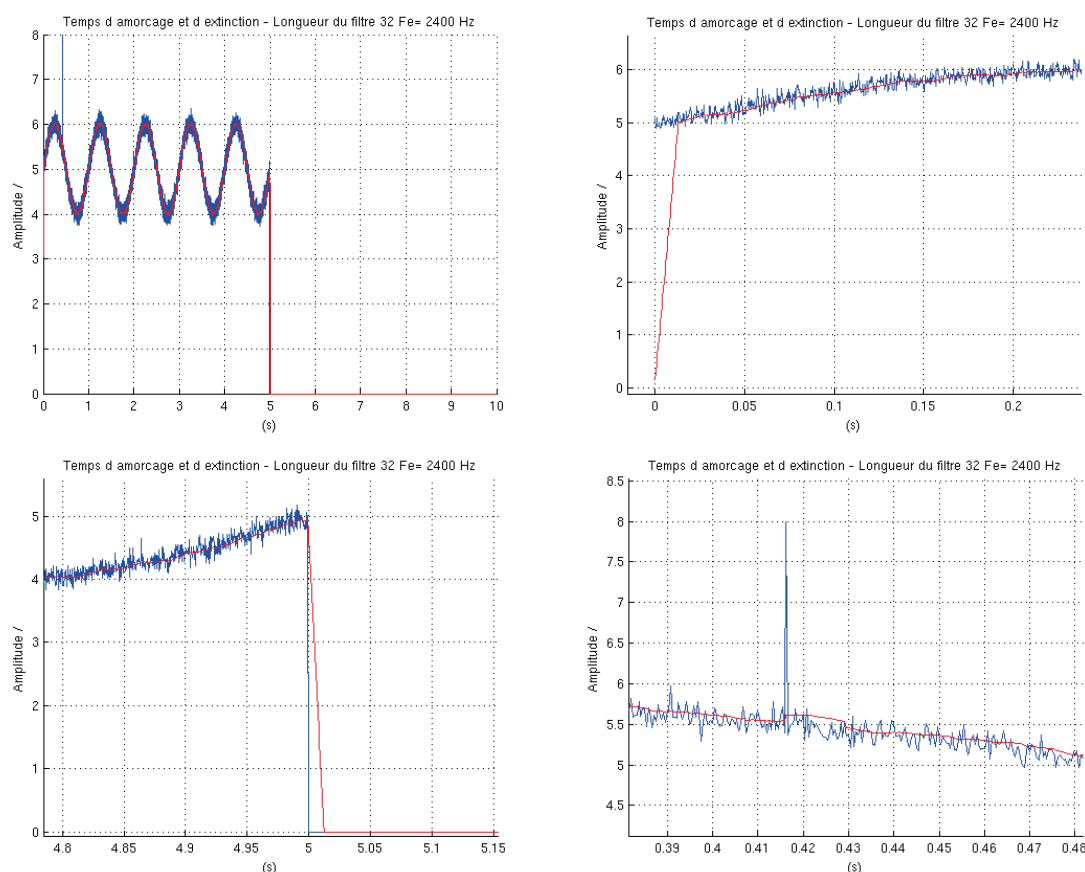 Temps d amorcage et d extinction - Longueur du filtre 32 Fe= 2400 Hz
Amplitude /
8
7
6
5
4
3
2
1
0
0 1 2 3 4 5 6 7 8 9 10
(s)
Temps d amorcage et d extinction - Longueur du filtre 32 Fe= 2400 Hz
Amplitude /
6
5
4
3
2
1
0
0 0.05 0.1 0.15 0.2
(s)
Temps d amorcage et d extinction - Longueur du filtre 32 Fe= 2400 Hz
Amplitude /
5
4
3
2
1
0
4.8 4.85 4.9 4.95 5 5.05 5.1 5.15
(s)
Temps d amorcage et d extinction - Longueur du filtre 32 Fe= 2400 Hz
Amplitude /
8.5
8
7.5
7
6.5
6
5.5
5
4.5
0.39 0.4 0.41 0.42 0.43 0.44 0.45 0.46 0.47 0.48
(s)